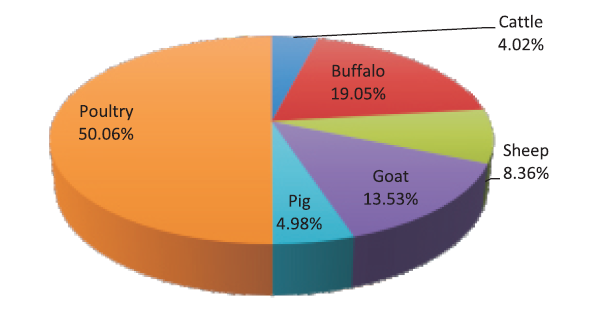 Cattle
4.02%
Buffalo
19.05%
Poultry
50.06%
Sheep
8.36%
Goat
13.53%
Pig
4.98%